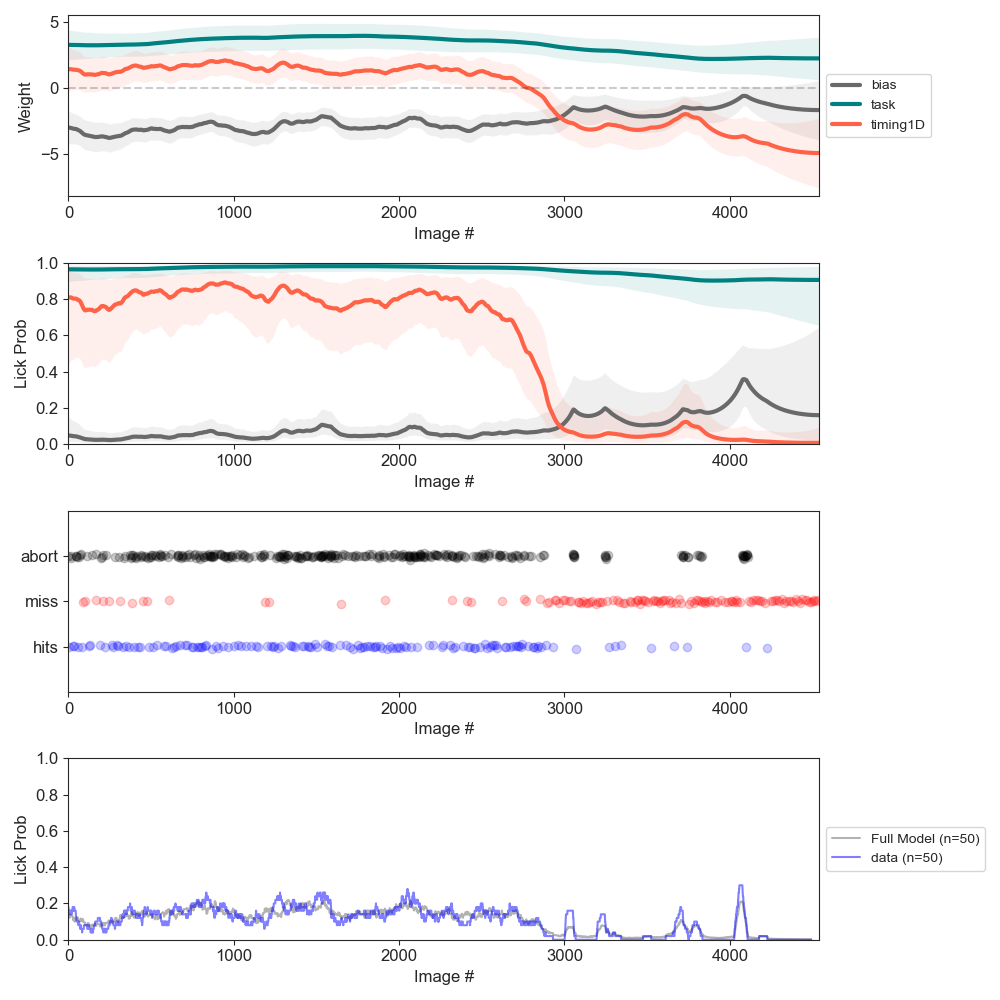 5
0
−5
Weight
0
1000
2000
3000
4000
Image #
bias
task
timing1D
1.0
0.8
0.6
0.4
0.2
0.0
Lick Prob
0
1000
2000
3000
4000
Image #
abort
miss
hits
0
1000
2000
3000
4000
Image #
1.0
0.8
0.6
0.4
0.2
0.0
Lick Prob
0
1000
2000
3000
4000
Image #
Full Model (n=50)
data (n=50)